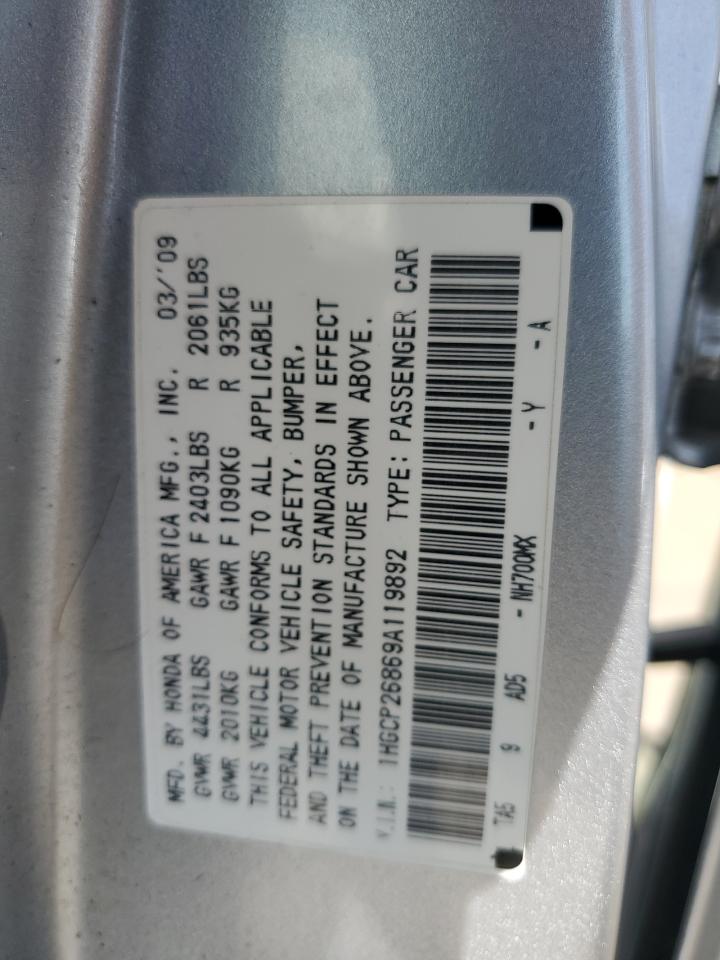 MFD. BY HONDA OF AMERICA MFG., INC. 03/'09
GVWR 4431LBS GAWR F 2403LBS R 2061LBS
GVWR 2010KG GAWR F 1090KG R 935KG
THIS VEHICLE CONFORMS TO ALL APPLICABLE
FEDERAL MOTOR VEHICLE SAFETY, BUMPER,
AND THEFT PREVENTION STANDARDS IN EFFECT
ON THE DATE OF MANUFACTURE SHOWN ABOVE.
V.I.N.: 1HGCP26869A119892 TYPE: PASSENGER CAR
TA5 9 AD5 - NH700MX - Y - A